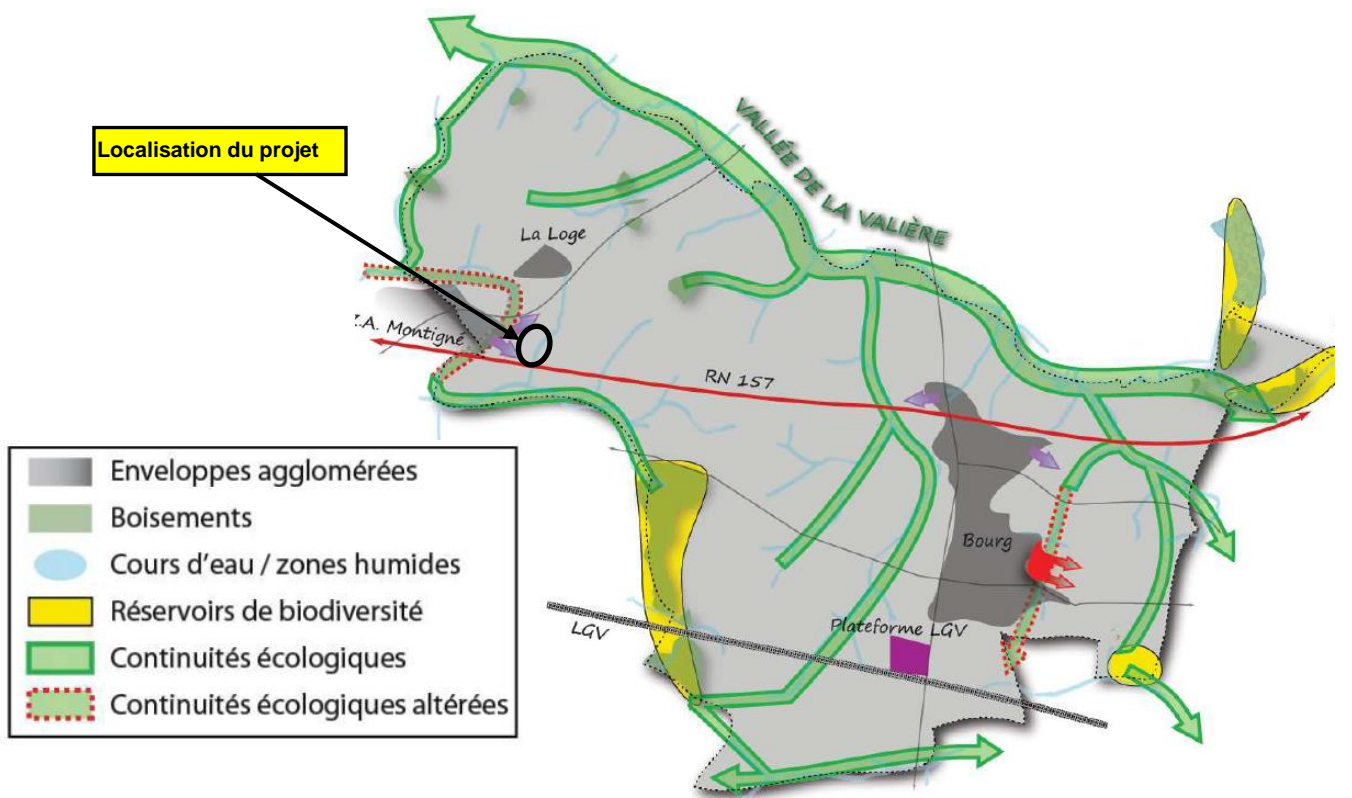 Localisation du projet
VALLÉE DE LA VALIÈRE
La Loge
Z.A. Montigné
RN 157
Bourg
Plateforme LGV
LGV
Enveloppes agglomérées
Boisements
Cours d'eau / zones humides
Réservoirs de biodiversité
Continuités écologiques
Continuités écologiques altérées